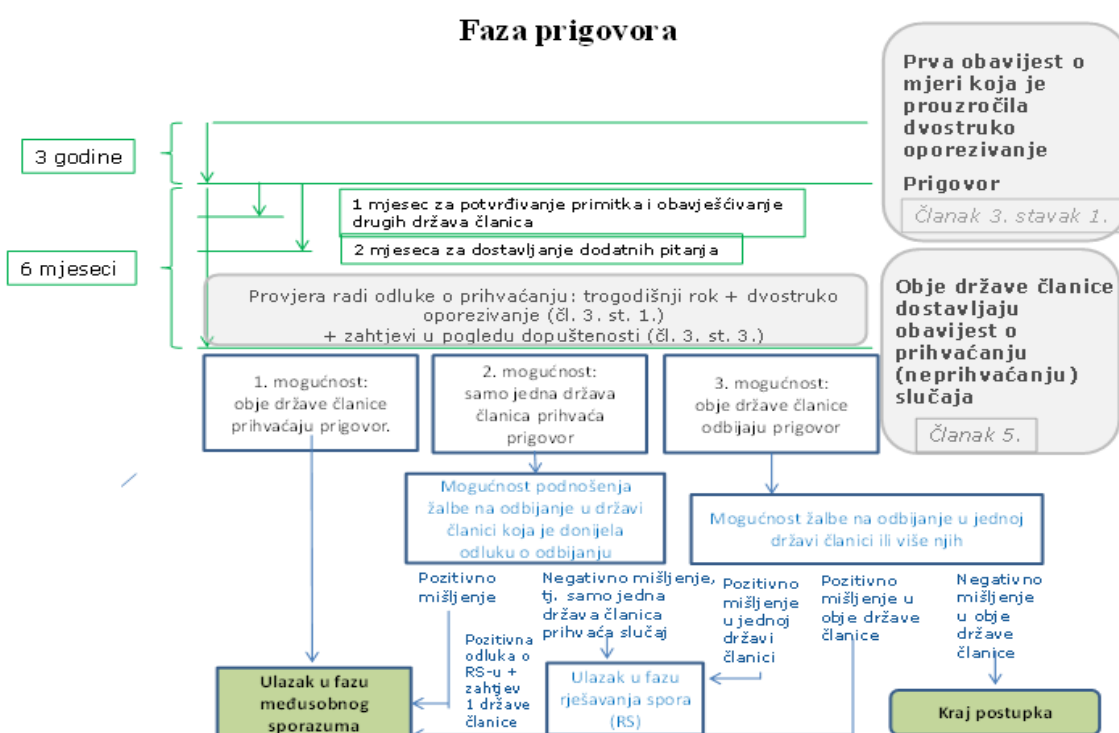 Faza prigovora
Prva obavijest o
mjeri koja je
prouzročila
dvostruko
oporezivanje
Prigovor
Članak 3. stavak 1.
3 godine
6 mjeseci
1 mjesec za potvrđivanje primitka i obavješćivanje
drugih država članica
2 mjeseca za dostavljanje dodatnih pitanja
Provjera radi odluke o prihvaćanju: trogodišnji rok + dvostruko
oporezivanje (čl. 3. st. 1.)
+ zahtjevi u pogledu dopuštenosti (čl. 3. st. 3.)
Obje države članice
dostavljaju
obavijest o
prihvaćanju
(neprihvaćanju)
slučaja
Članak 5.
1. mogućnost:
obje države članice
prihvaćaju prigovor.
2. mogućnost:
samo jedna država
članica prihvaća
prigovor
3. mogućnost:
obje države članice
odbijaju prigovor
Mogućnost podnošenja
žalbe na odbijanje u državi
članici koja je donijela
odluku o odbijanju
Mogućnost žalbe na odbijanje u jednoj
državi članici ili više njih
Pozitivno
mišljenje
Negativno mišljenje,
tj. samo jedna
država članica
prihvaća slučaj
Pozitivno
mišljenje
u jednoj
državi
članici
Pozitivno
mišljenje u
obje države
članice
Negativno
mišljenje
u obje
države
članice
Pozitivna
odluka o
RS-u +
zahtjev
1 države
članice
Ulazak u fazu
međusobnog
sporazuma
Ulazak u fazu
rješavanja spora
(RS)
Kraj postupka